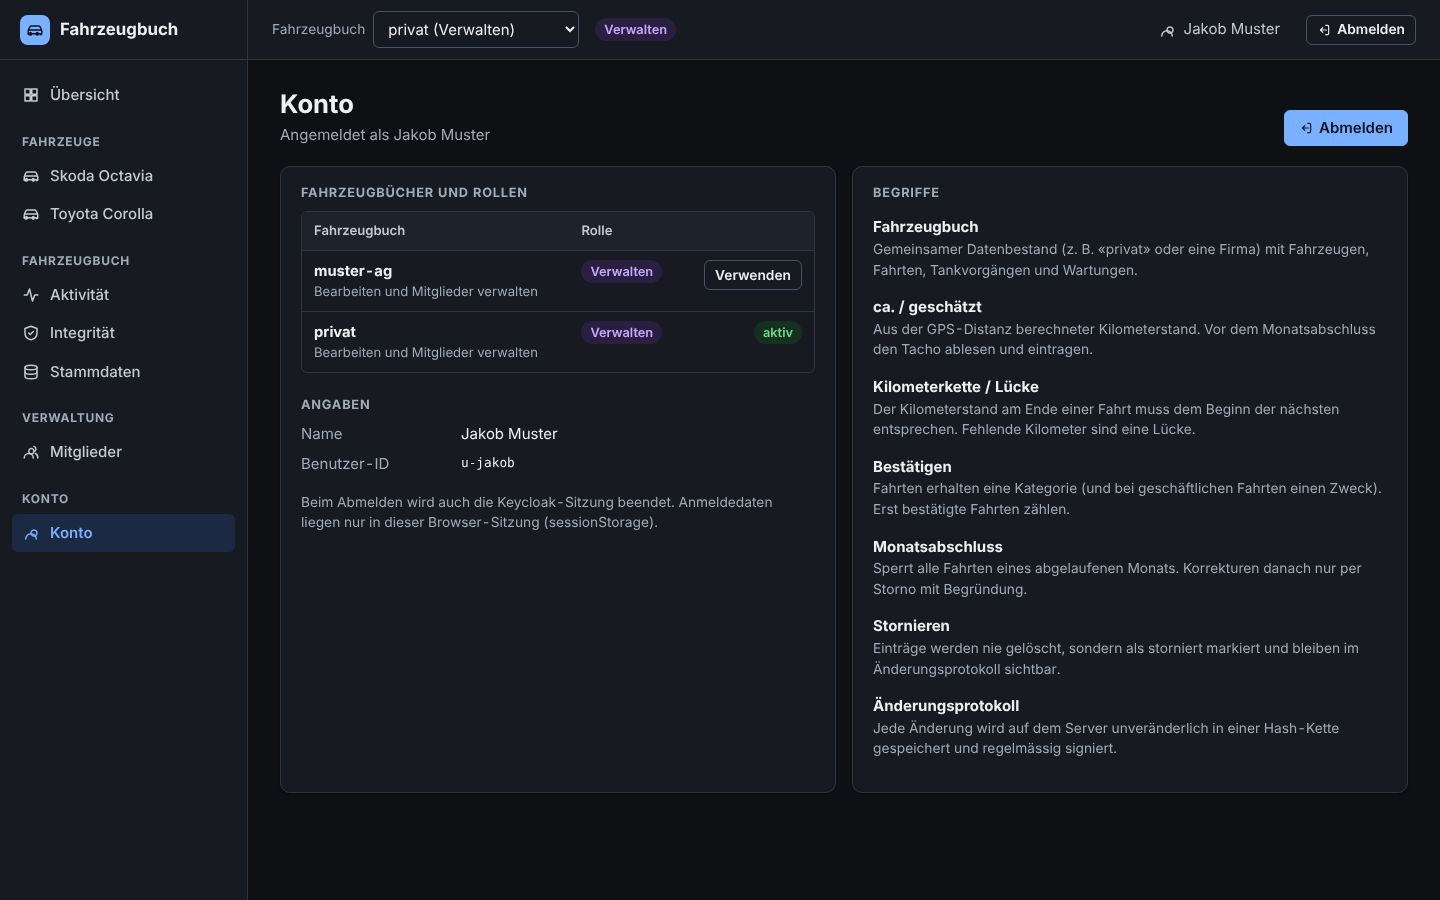 Fahrzeugbuch
Fahrzeugbuch privat (Verwalten) Verwalten
Jakob Muster
Abmelden
Übersicht
FAHRZEUGE
Skoda Octavia
Toyota Corolla
FAHRZEUGBUCH
Aktivität
Integrität
Stammdaten
VERWALTUNG
Mitglieder
KONTO
Konto
Konto
Angemeldet als Jakob Muster
Abmelden
FAHRZEUGBÜCHER UND ROLLEN
Fahrzeugbuch Rolle
muster-ag Verwalten Verwenden
Bearbeiten und Mitglieder verwalten
privat Verwalten aktiv
Bearbeiten und Mitglieder verwalten
ANGABEN
Name Jakob Muster
Benutzer-ID u-jakob
Beim Abmelden wird auch die Keycloak-Sitzung beendet. Anmeldedaten
liegen nur in dieser Browser-Sitzung (sessionStorage).
BEGRIFFE
Fahrzeugbuch
Gemeinsamer Datenbestand (z. B. «privat» oder eine Firma) mit Fahrzeugen,
Fahrten, Tankvorgängen und Wartungen.
ca. / geschätzt
Aus der GPS-Distanz berechneter Kilometerstand. Vor dem Monatsabschluss
den Tacho ablesen und eintragen.
Kilometerkette / Lücke
Der Kilometerstand am Ende einer Fahrt muss dem Beginn der nächsten
entsprechen. Fehlende Kilometer sind eine Lücke.
Bestätigen
Fahrten erhalten eine Kategorie (und bei geschäftlichen Fahrten einen Zweck).
Erst bestätigte Fahrten zählen.
Monatsabschluss
Sperrt alle Fahrten eines abgelaufenen Monats. Korrekturen danach nur per
Storno mit Begründung.
Stornieren
Einträge werden nie gelöscht, sondern als storniert markiert und bleiben im
Änderungsprotokoll sichtbar.
Änderungsprotokoll
Jede Änderung wird auf dem Server unveränderlich in einer Hash-Kette
gespeichert und regelmässig signiert.